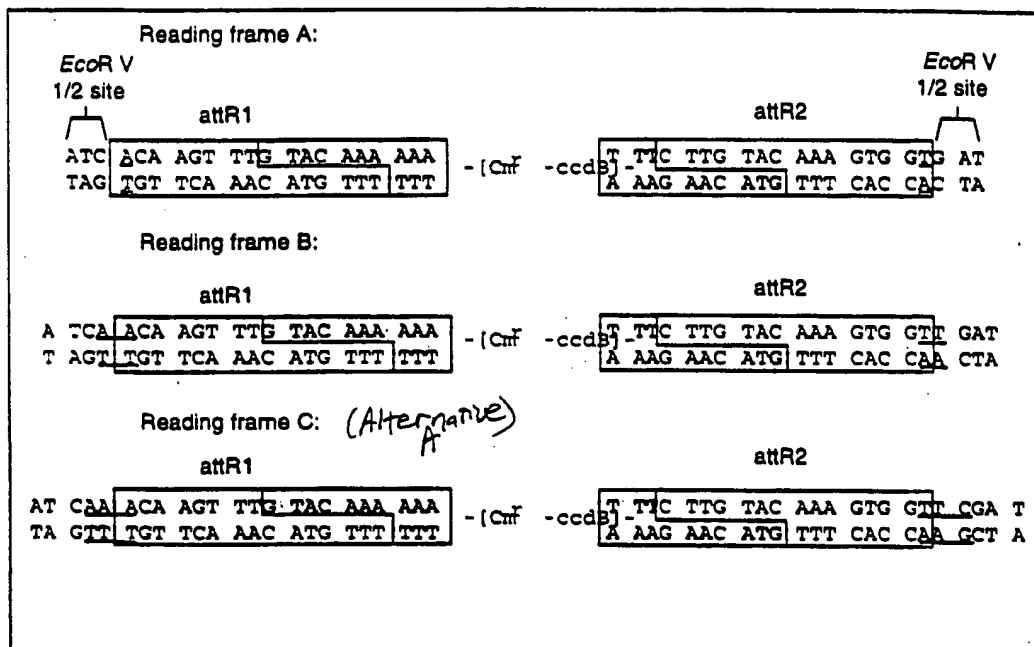 Reading frame A:
EcoR V
1/2 site
EcoR V
1/2 site
attR1
attR2
ATC ACA AGT TTG TAC AAA AAA
TAG TGT TCA AAC ATG TTT TTT
-[Cmr -ccdB]-
T TTC TTG TAC AAA GTG GTG AT
A AAG AAC ATG TTT CAC CAC TA
Reading frame B:
attR1
attR2
A TCA ACA AGT TTG TAC AAA AAA
T AGT TGT TCA AAC ATG TTT TTT
-[Cmr -ccdB]-
T TTC TTG TAC AAA GTG GTT GAT
A AAG AAC ATG TTT CAC CAA CTA
Reading frame C: (Alternative A)
attR1
attR2
AT CAA ACA AGT TTG TAC AAA AAA
TA GTT TGT TCA AAC ATG TTT TTT
-[Cmr -ccdB]-
T TTC TTG TAC AAA GTG GTT CGA T
A AAG AAC ATG TTT CAC CAA GCT A